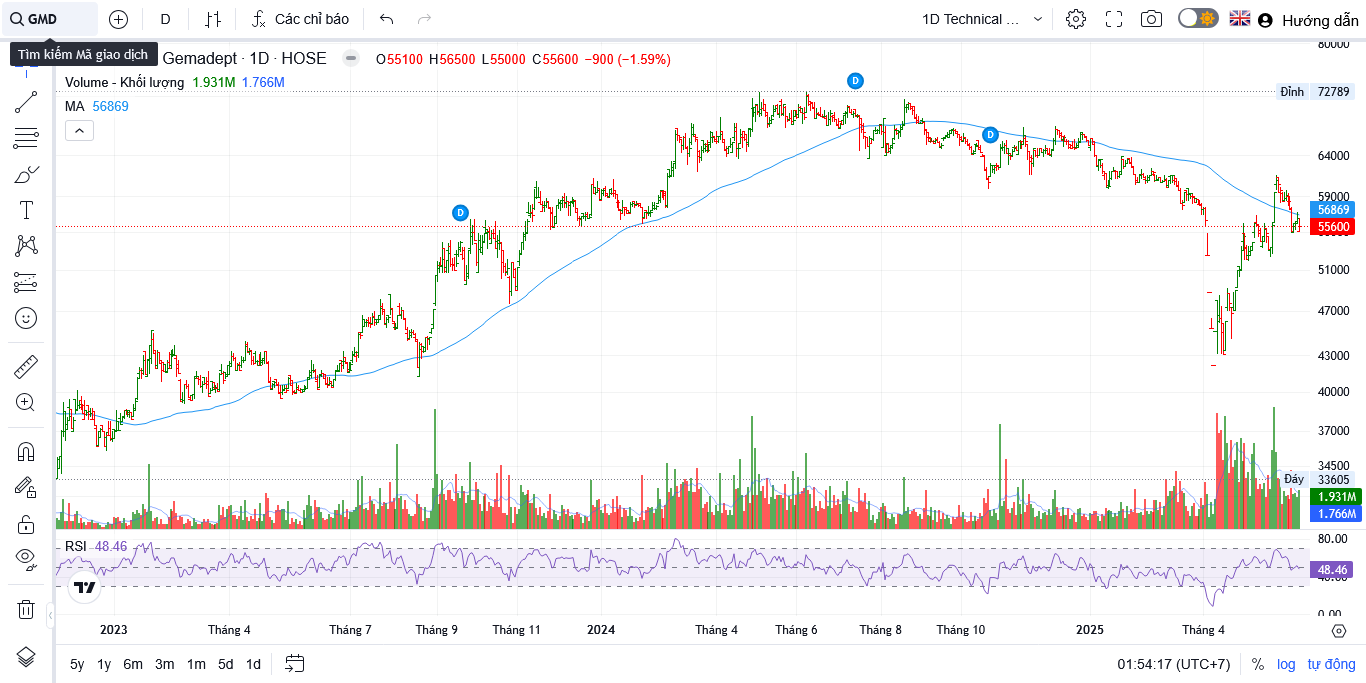 GMD
D
Các chỉ báo
1D Technical ...
Hướng dẫn
Tìm kiếm Mã giao dịch
Gemadept · 1D · HOSE
O55100 H56500 L55000 C55600 −900 (−1.59%)
Volume - Khối lượng 1.931M 1.766M
MA 56869
D
D
D
T
80000
Đỉnh 72789
64000
59000
56869
55600
51000
47000
43000
40000
37000
34500
Đáy 33605
1.931M
1.766M
RSI 48.46
80.00
48.46
40.00
0.00
2023 Tháng 4 Tháng 7 Tháng 9 Tháng 11 2024 Tháng 4 Tháng 6 Tháng 8 Tháng 10 2025 Tháng 4
5y 1y 6m 3m 1m 5d 1d
01:54:17 (UTC+7)
% log tự động